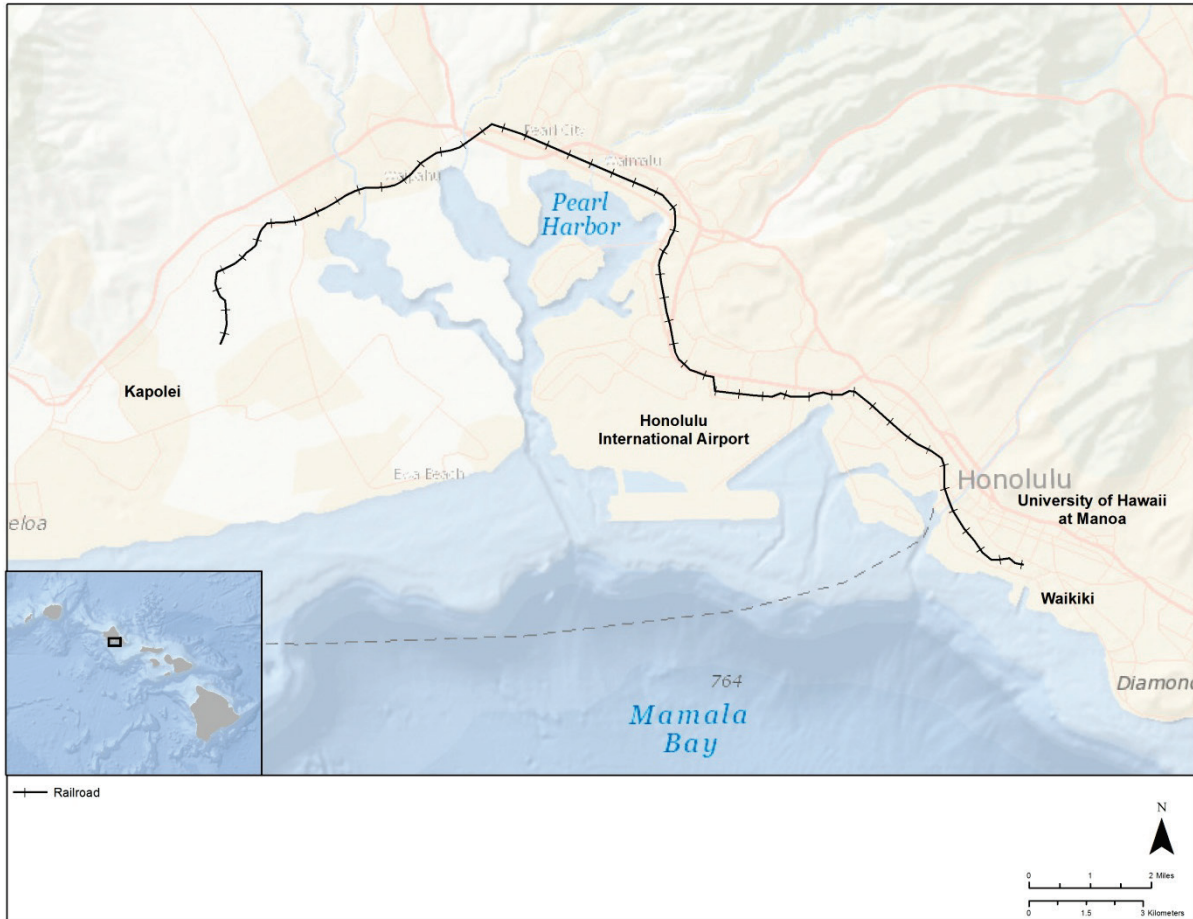 Pearl City
Waimalu
Waipahu
Pearl
Harbor
Kapolei
Honolulu
International Airport
Ewa Beach
Honolulu
University of Hawaii
at Manoa
eloa
Waikiki
764
Diamond
Mamala
Bay
Railroad
N
0 1 2 Miles
0 1.5 3 Kilometers